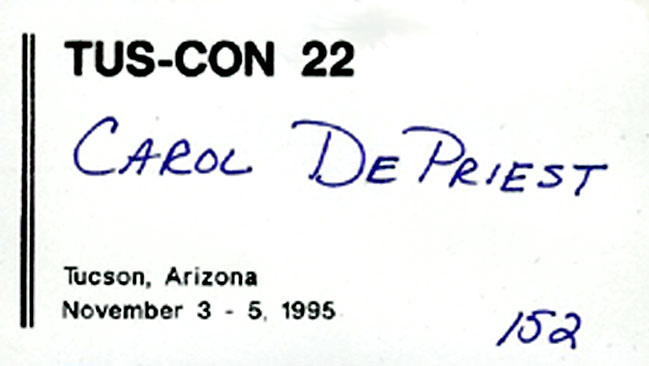 TUS-CON 22
CAROL DEPRIEST
Tucson, Arizona
November 3 - 5, 1995
152